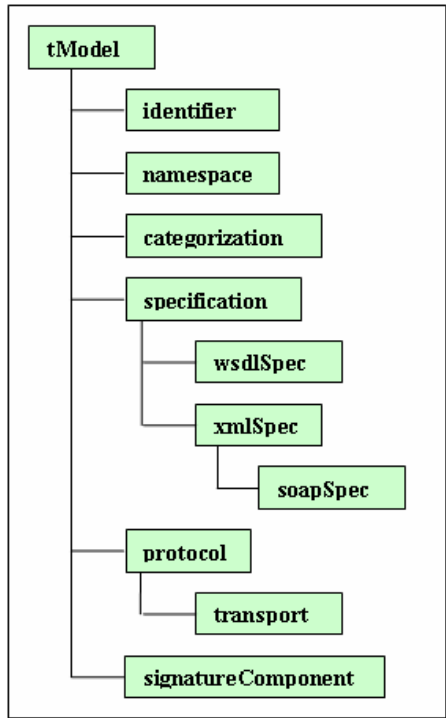 tModel
identifier
namespace
categorization
specification
wsdlSpec
xmlSpec
soapSpec
protocol
transport
signatureComponent